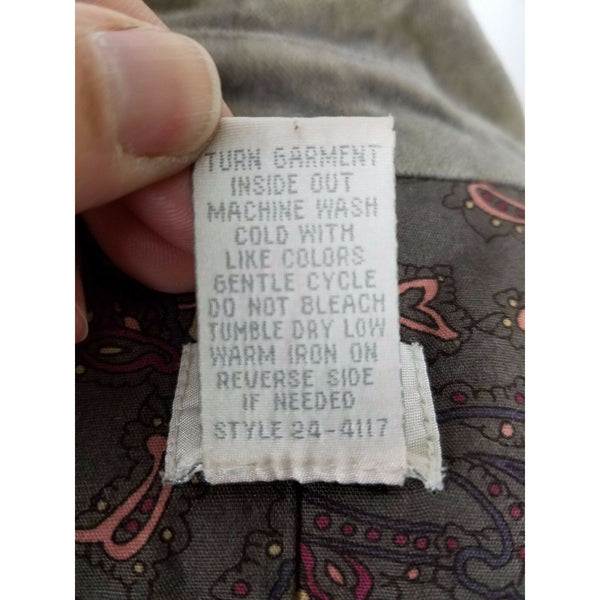 TURN GARMENT
INSIDE OUT
MACHINE WASH
COLD WITH
LIKE COLORS
GENTLE CYCLE
DO NOT BLEACH
TUMBLE DRY LOW
WARM IRON ON
REVERSE SIDE
IF NEEDED
STYLE 24-4117